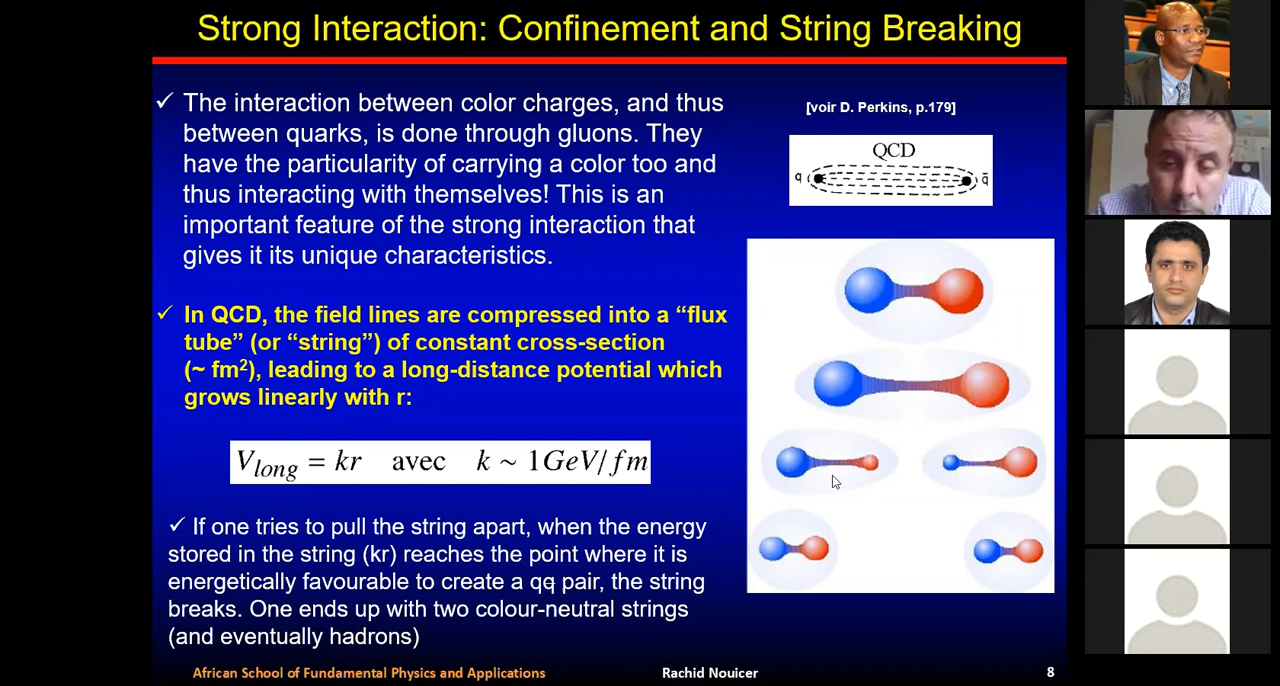 Strong Interaction: Confinement and String Breaking
✓ The interaction between color charges, and thus
between quarks, is done through gluons. They
have the particularity of carrying a color too and
thus interacting with themselves! This is an
important feature of the strong interaction that
gives it its unique characteristics.
✓ In QCD, the field lines are compressed into a “flux
tube” (or “string”) of constant cross-section
(~ fm²), leading to a long-distance potential which
grows linearly with r:
V_long = kr avec k ~ 1GeV/fm
✓ If one tries to pull the string apart, when the energy
stored in the string (kr) reaches the point where it is
energetically favourable to create a qq pair, the string
breaks. One ends up with two colour-neutral strings
(and eventually hadrons)
[voir D. Perkins, p.179]
QCD
q q̄
African School of Fundamental Physics and Applications
Rachid Nouicer
8